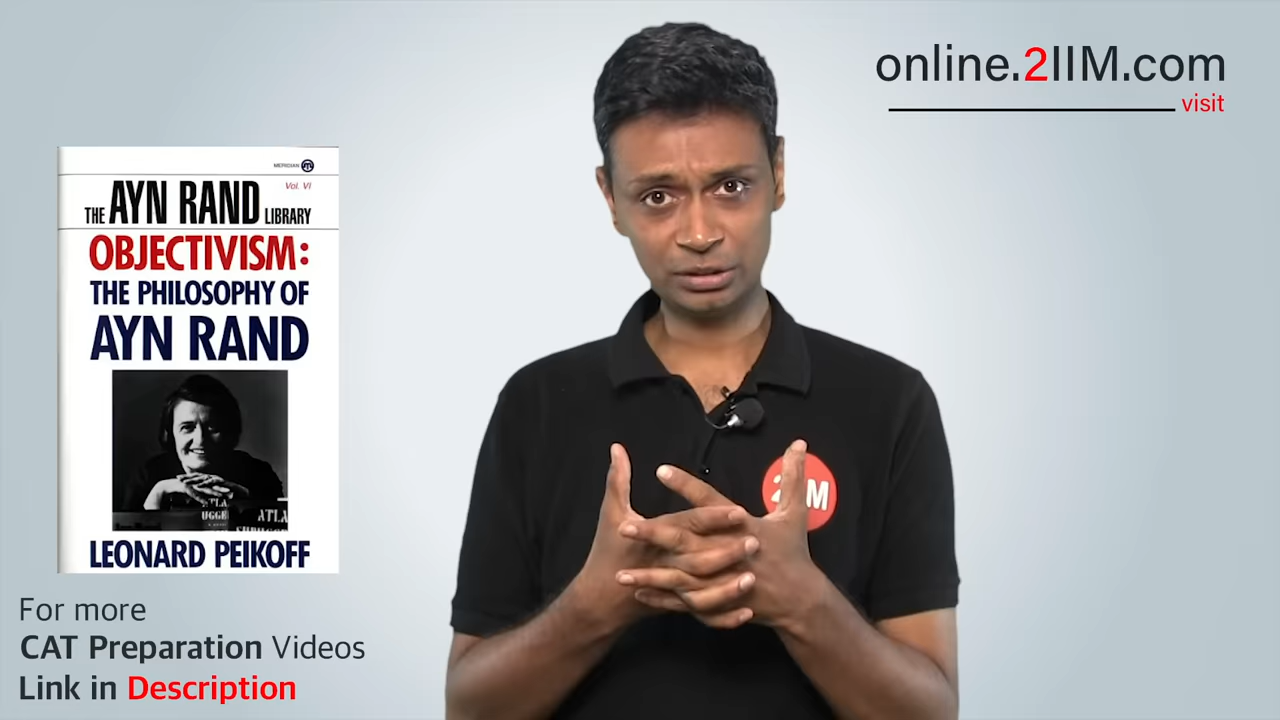 online.2IIM.com
visit
MERIDIAN
Vol. VI
THE AYN RAND LIBRARY
OBJECTIVISM:
THE PHILOSOPHY OF
AYN RAND
ATLA
LEONARD PEIKOFF
For more
CAT Preparation Videos
Link in Description